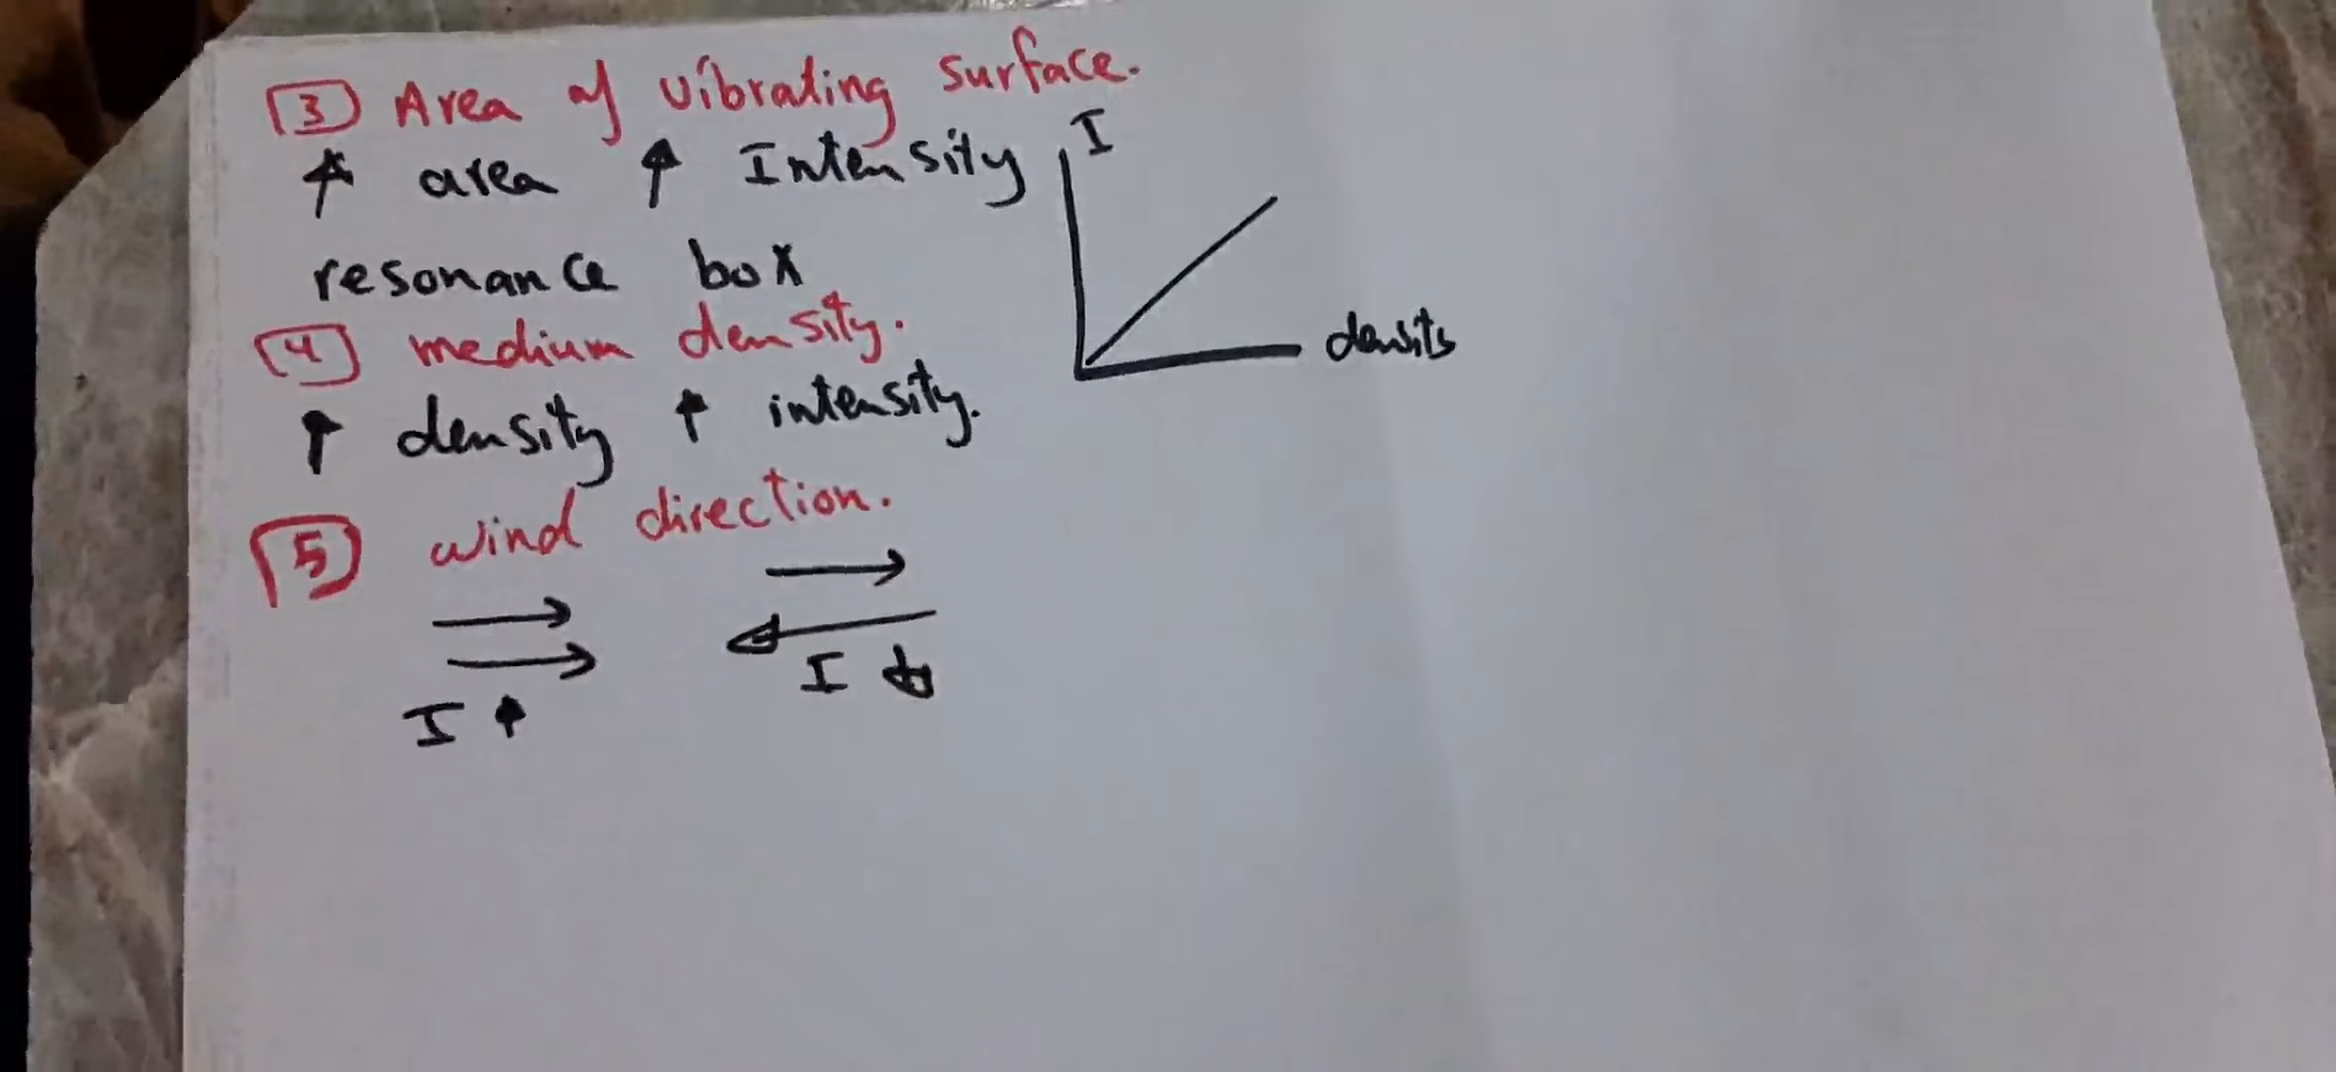 3 Area of vibrating surface.
↑ area ↑ Intensity
I
resonance box
4 medium density.
density
↑ density ↑ intensity.
5 wind direction.
→ →
→ ←
I ↑ I ↓